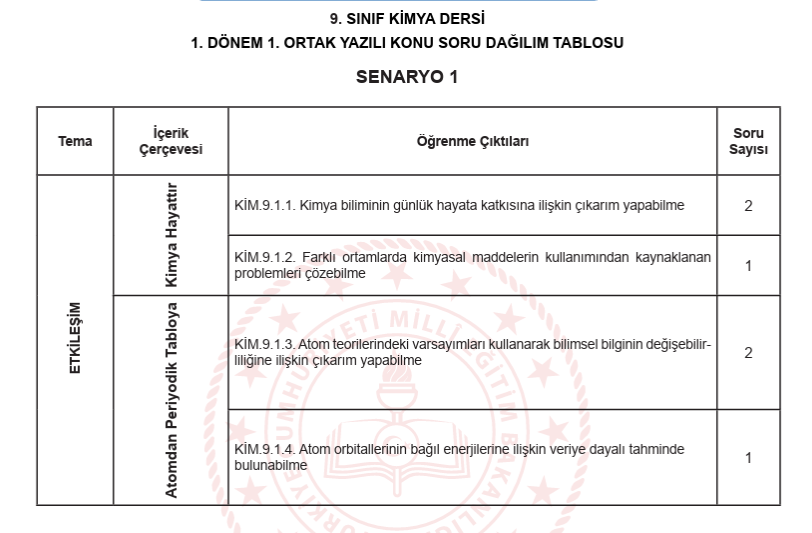 9. SINIF KİMYA DERSİ
1. DÖNEM 1. ORTAK YAZILI KONU SORU DAĞILIM TABLOSU
SENARYO 1
Tema
İçerik
Çerçevesi
Öğrenme Çıktıları
Soru
Sayısı
ETKİLEŞİM
Kimya Hayattır
KİM.9.1.1. Kimya biliminin günlük hayata katkısına ilişkin çıkarım yapabilme
2
KİM.9.1.2. Farklı ortamlarda kimyasal maddelerin kullanımından kaynaklanan
problemleri çözebilme
1
Atomdan Periyodik Tabloya
KİM.9.1.3. Atom teorilerindeki varsayımları kullanarak bilimsel bilginin değişebilir-
liliğine ilişkin çıkarım yapabilme
2
KİM.9.1.4. Atom orbitallerinin bağıl enerjilerine ilişkin veriye dayalı tahminde
bulunabilme
1